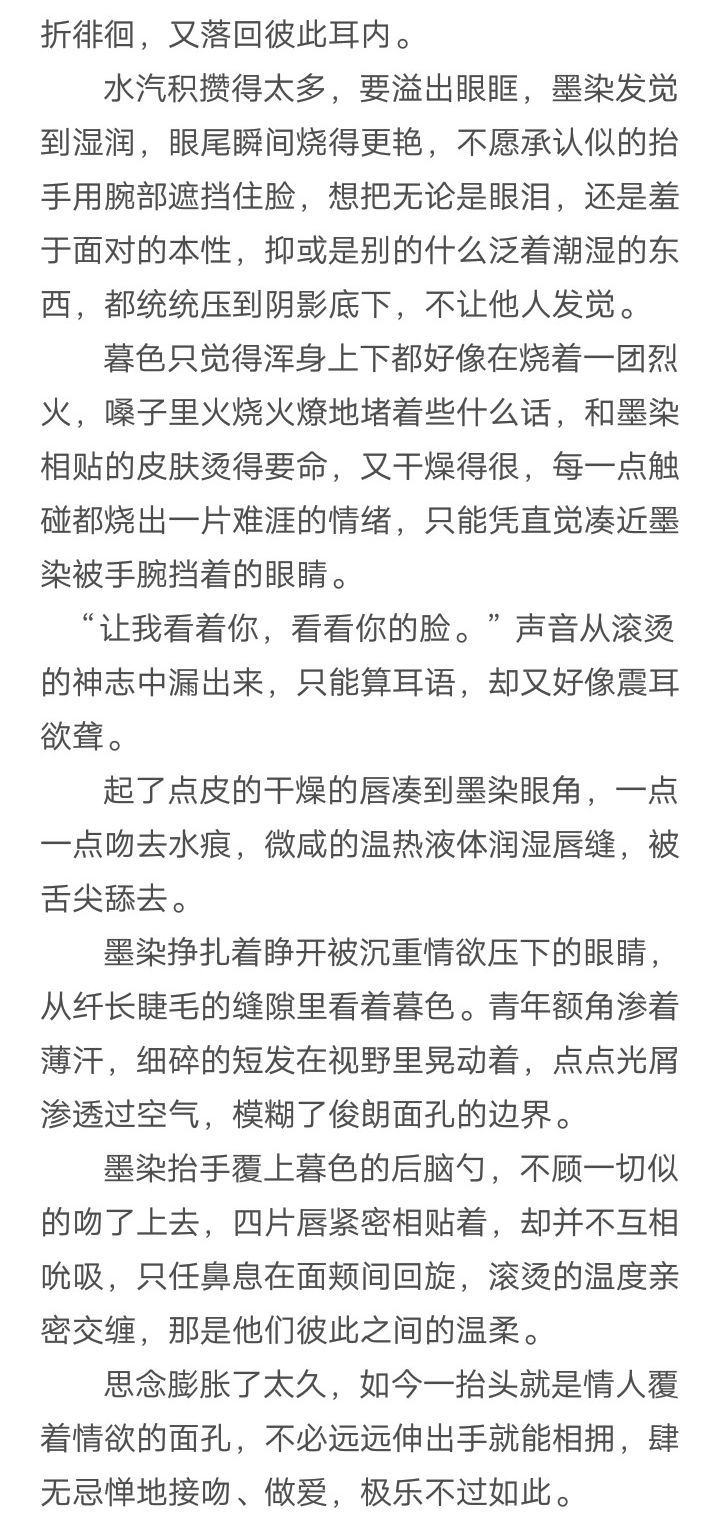 折徘徊，又落回彼此耳内。
水汽积攒得太多，要溢出眼眶，墨染发觉
到湿润，眼尾瞬间烧得更艳，不愿承认似的抬
手用腕部遮挡住脸，想把无论是眼泪，还是羞
于面对的本性，抑或是别的什么泛着潮湿的东
西，都统统压到阴影底下，不让他人发觉。
暮色只觉得浑身上下都好像在烧着一团烈
火，嗓子里火烧火燎地堵着些什么话，和墨染
相贴的皮肤烫得要命，又干燥得很，每一点触
碰都烧出一片难涯的情绪，只能凭直觉凑近墨
染被手腕挡着的眼睛。
“让我看着你，看看你的脸。”声音从滚烫
的神志中漏出来，只能算耳语，却又好像震耳
欲聋。
起了点皮的干燥的唇凑到墨染眼角，一点
一点吻去水痕，微咸的温热液体润湿唇缝，被
舌尖舔去。
墨染挣扎着睁开被沉重情欲压下的眼睛，
从纤长睫毛的缝隙里看着暮色。青年额角渗着
薄汗，细碎的短发在视野里晃动着，点点光屑
渗透过空气，模糊了俊朗面孔的边界。
墨染抬手覆上暮色的后脑勺，不顾一切似
的吻了上去，四片唇紧密相贴着，却并不互相
吮吸，只任鼻息在面颊间回旋，滚烫的温度亲
密交缠，那是他们彼此之间的温柔。
思念膨胀了太久，如今一抬头就是情人覆
着情欲的面孔，不必远远伸出手就能相拥，肆
无忌惮地接吻、做爱，极乐不过如此。